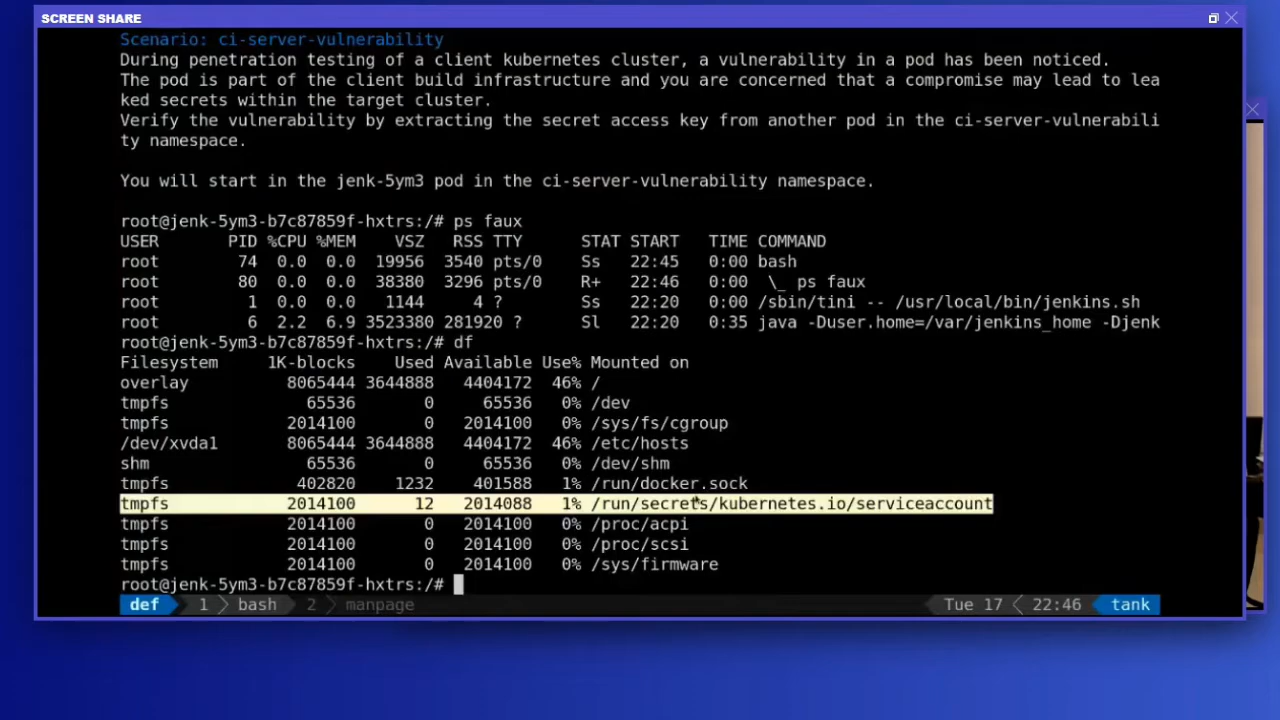 SCREEN SHARE
Scenario: ci-server-vulnerability
During penetration testing of a client kubernetes cluster, a vulnerability in a pod has been noticed.
The pod is part of the client build infrastructure and you are concerned that a compromise may lead to lea
ked secrets within the target cluster.
Verify the vulnerability by extracting the secret access key from another pod in the ci-server-vulnerabili
ty namespace.
You will start in the jenk-5ym3 pod in the ci-server-vulnerability namespace.
root@jenk-5ym3-b7c87859f-hxtrs:/# ps faux
USER PID %CPU %MEM VSZ RSS TTY STAT START TIME COMMAND
root 74 0.0 0.0 19956 3540 pts/0 Ss 22:45 0:00 bash
root 80 0.0 0.0 38380 3296 pts/0 R+ 22:46 0:00 \_ ps faux
root 1 0.0 0.0 1144 4 ? Ss 22:20 0:00 /sbin/tini -- /usr/local/bin/jenkins.sh
root 6 2.2 6.9 3523380 281920 ? Sl 22:20 0:35 java -Duser.home=/var/jenkins_home -Djenk
root@jenk-5ym3-b7c87859f-hxtrs:/# df
Filesystem 1K-blocks Used Available Use% Mounted on
overlay 8065444 3644888 4404172 46% /
tmpfs 65536 0 65536 0% /dev
tmpfs 2014100 0 2014100 0% /sys/fs/cgroup
/dev/xvda1 8065444 3644888 4404172 46% /etc/hosts
shm 65536 0 65536 0% /dev/shm
tmpfs 402820 1232 401588 1% /run/docker.sock
tmpfs 2014100 12 2014088 1% /run/secrets/kubernetes.io/serviceaccount
tmpfs 2014100 0 2014100 0% /proc/acpi
tmpfs 2014100 0 2014100 0% /proc/scsi
tmpfs 2014100 0 2014100 0% /sys/firmware
root@jenk-5ym3-b7c87859f-hxtrs:/#
def 1 bash 2 manpage Tue 17 22:46 tank